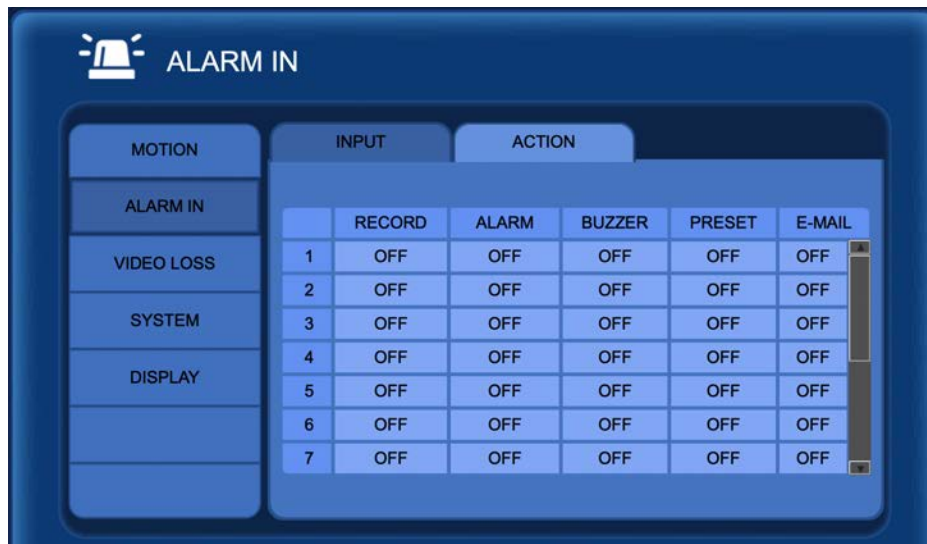 ALARM IN
INPUT ACTION
MOTION
ALARM IN
VIDEO LOSS
SYSTEM
DISPLAY
RECORD ALARM BUZZER PRESET E-MAIL
1 OFF OFF OFF OFF OFF
2 OFF OFF OFF OFF OFF
3 OFF OFF OFF OFF OFF
4 OFF OFF OFF OFF OFF
5 OFF OFF OFF OFF OFF
6 OFF OFF OFF OFF OFF
7 OFF OFF OFF OFF OFF